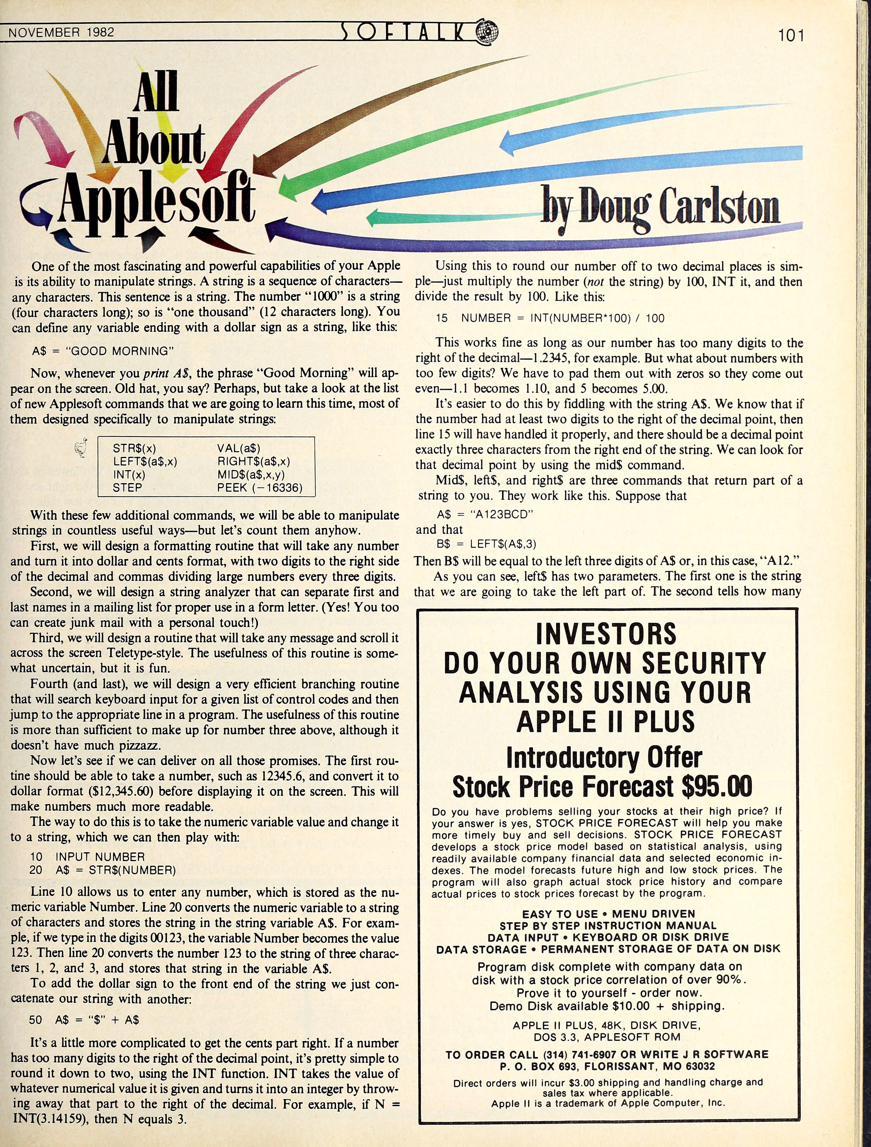 NOVEMBER 1982
SOFTALK
101
All
About
Applesoft
by Doug Carlston
One of the most fascinating and powerful capabilities of your Apple
is its ability to manipulate strings. A string is a sequence of characters—
any characters. This sentence is a string. The number “1000” is a string
(four characters long); so is “one thousand” (12 characters long). You
can define any variable ending with a dollar sign as a string, like this:
A$ = “GOOD MORNING”
Now, whenever you print A$, the phrase “Good Morning” will ap-
pear on the screen. Old hat, you say? Perhaps, but take a look at the list
of new Applesoft commands that we are going to learn this time, most of
them designed specifically to manipulate strings:
STR$(x) VAL(a$)
LEFT$(a$,x) RIGHT$(a$,x)
INT(x) MID$(a$,x,y)
STEP PEEK (−16336)
With these few additional commands, we will be able to manipulate
strings in countless useful ways—but let’s count them anyhow.
First, we will design a formatting routine that will take any number
and turn it into dollar and cents format, with two digits to the right side
of the decimal and commas dividing large numbers every three digits.
Second, we will design a string analyzer that can separate first and
last names in a mailing list for proper use in a form letter. (Yes! You too
can create junk mail with a personal touch!)
Third, we will design a routine that will take any message and scroll it
across the screen Teletype-style. The usefulness of this routine is some-
what uncertain, but it is fun.
Fourth (and last), we will design a very efficient branching routine
that will search keyboard input for a given list of control codes and then
jump to the appropriate line in a program. The usefulness of this routine
is more than sufficient to make up for number three above, although it
doesn’t have much pizzazz.
Now let’s see if we can deliver on all those promises. The first rou-
tine should be able to take a number, such as 12345.6, and convert it to
dollar format ($12,345.60) before displaying it on the screen. This will
make numbers much more readable.
The way to do this is to take the numeric variable value and change it
to a string, which we can then play with:
10 INPUT NUMBER
20 A$ = STR$(NUMBER)
Line 10 allows us to enter any number, which is stored as the nu-
meric variable Number. Line 20 converts the numeric variable to a string
of characters and stores the string in the string variable A$. For exam-
ple, if we type in the digits 00123, the variable Number becomes the value
123. Then line 20 converts the number 123 to the string of three charac-
ters 1, 2, and 3, and stores that string in the variable A$.
To add the dollar sign to the front end of the string we just con-
catenate our string with another:
50 A$ = “$” + A$
It’s a little more complicated to get the cents part right. If a number
has too many digits to the right of the decimal point, it’s pretty simple to
round it down to two, using the INT function. INT takes the value of
whatever numerical value it is given and turns it into an integer by throw-
ing away that part to the right of the decimal. For example, if N =
INT(3.14159), then N equals 3.
Using this to round our number off to two decimal places is sim-
ple—just multiply the number (not the string) by 100, INT it, and then
divide the result by 100. Like this:
15 NUMBER = INT(NUMBER*100) / 100
This works fine as long as our number has too many digits to the
right of the decimal—1.2345, for example. But what about numbers with
too few digits? We have to pad them out with zeros so they come out
even—1.1 becomes 1.10, and 5 becomes 5.00.
It’s easier to do this by fiddling with the string A$. We know that if
the number had at least two digits to the right of the decimal point, then
line 15 will have handled it properly, and there should be a decimal point
exactly three characters from the right end of the string. We can look for
that decimal point by using the mid$ command.
Mid$, left$, and right$ are three commands that return part of a
string to you. They work like this. Suppose that
A$ = “A123BCD”
and that
B$ = LEFT$(A$,3)
Then B$ will be equal to the left three digits of A$ or, in this case, “A12.”
As you can see, left$ has two parameters. The first one is the string
that we are going to take the left part of. The second tells how many
INVESTORS
DO YOUR OWN SECURITY
ANALYSIS USING YOUR
APPLE II PLUS
Introductory Offer
Stock Price Forecast $95.00
Do you have problems selling your stocks at their high price? If
your answer is yes, STOCK PRICE FORECAST will help you make
more timely buy and sell decisions. STOCK PRICE FORECAST
develops a stock price model based on statistical analysis, using
readily available company financial data and selected economic in-
dexes. The model forecasts future high and low stock prices. The
program will also graph actual stock price history and compare
actual prices to stock prices forecast by the program.
EASY TO USE • MENU DRIVEN
STEP BY STEP INSTRUCTION MANUAL
DATA INPUT • KEYBOARD OR DISK DRIVE
DATA STORAGE • PERMANENT STORAGE OF DATA ON DISK
Program disk complete with company data on
disk with a stock price correlation of over 90%.
Prove it to yourself - order now.
Demo Disk available $10.00 + shipping.
APPLE II PLUS, 48K, DISK DRIVE,
DOS 3.3, APPLESOFT ROM
TO ORDER CALL (314) 741-6907 OR WRITE J R SOFTWARE
P. O. BOX 693, FLORISSANT, MO 63032
Direct orders will incur $3.00 shipping and handling charge and
sales tax where applicable.
Apple II is a trademark of Apple Computer, Inc.